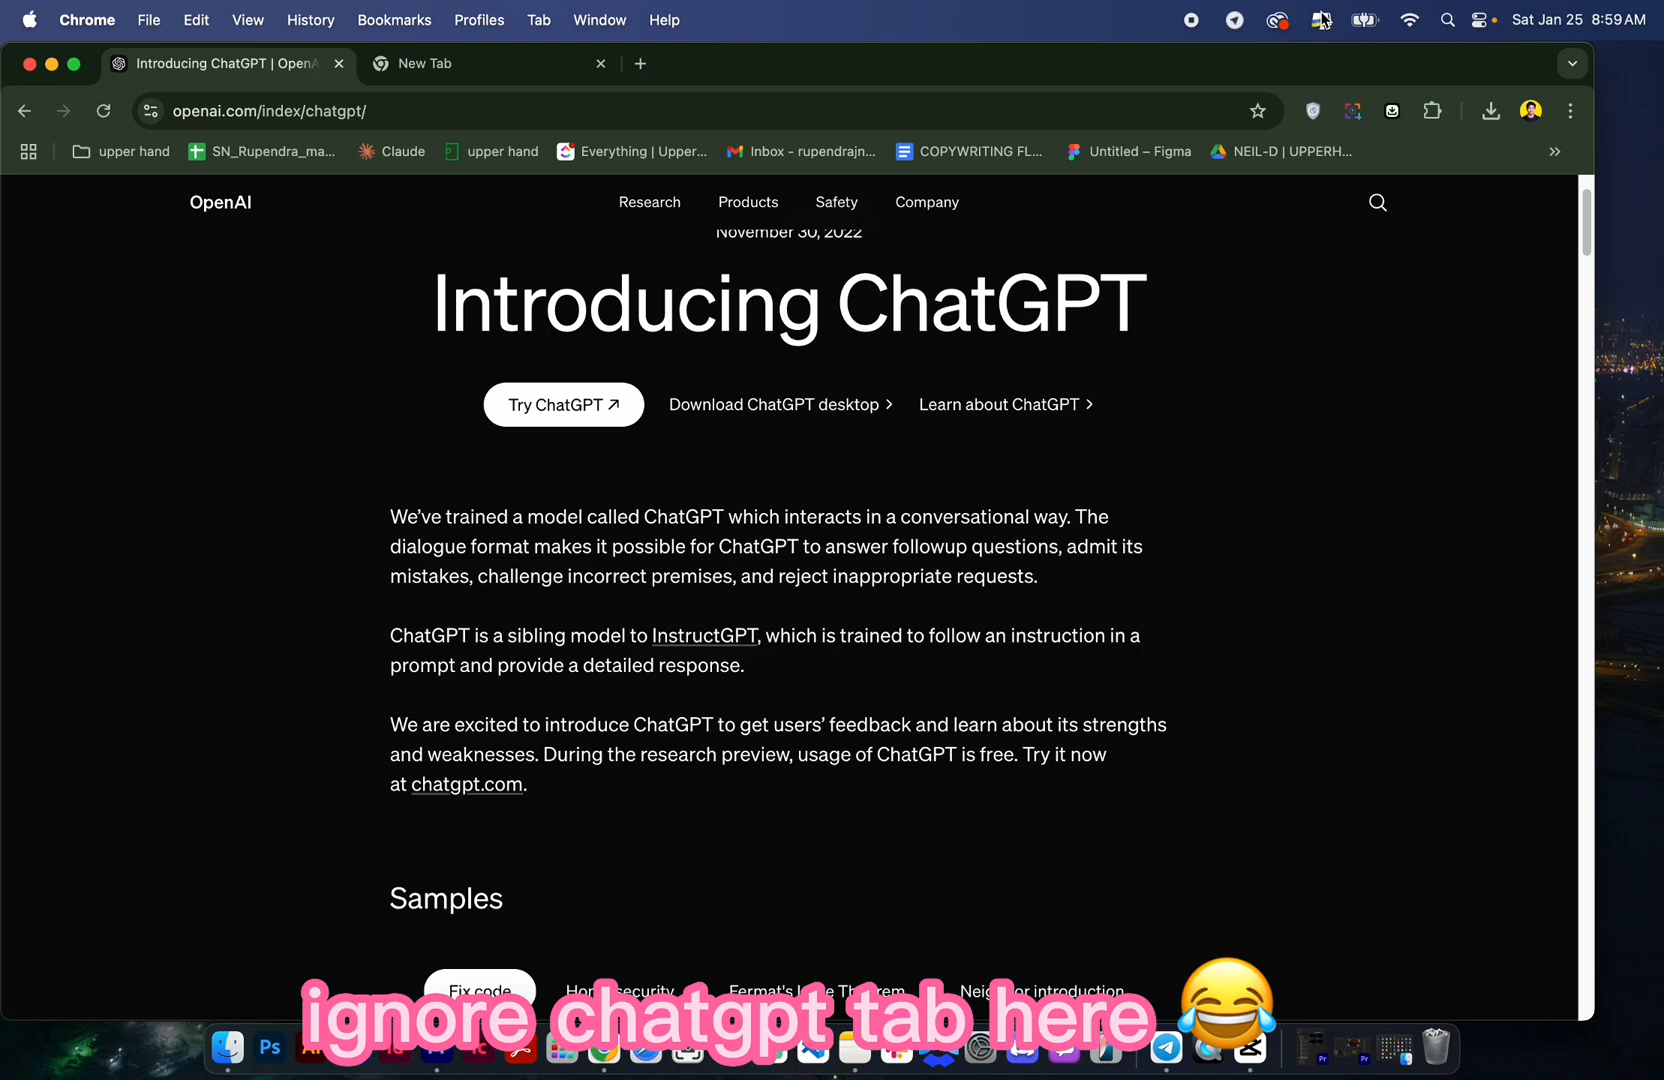 Chrome File Edit View History Bookmarks Profiles Tab Window Help Sat Jan 25 8:59 AM
Introducing ChatGPT | OpenA New Tab
openai.com/index/chatgpt/
upper hand SN_Rupendra_ma... Claude upper hand Everything | Upper... Inbox - rupendrajn... COPYWRITING FL... Untitled – Figma NEIL-D | UPPERH...
OpenAI Research Products Safety Company
November 30, 2022
Introducing ChatGPT
Try ChatGPT ↗ Download ChatGPT desktop > Learn about ChatGPT >
We’ve trained a model called ChatGPT which interacts in a conversational way. The
dialogue format makes it possible for ChatGPT to answer followup questions, admit its
mistakes, challenge incorrect premises, and reject inappropriate requests.
ChatGPT is a sibling model to InstructGPT, which is trained to follow an instruction in a
prompt and provide a detailed response.
We are excited to introduce ChatGPT to get users’ feedback and learn about its strengths
and weaknesses. During the research preview, usage of ChatGPT is free. Try it now
at chatgpt.com.
Samples
Fix code security
ignore chatgpt tab here 😂
Ps